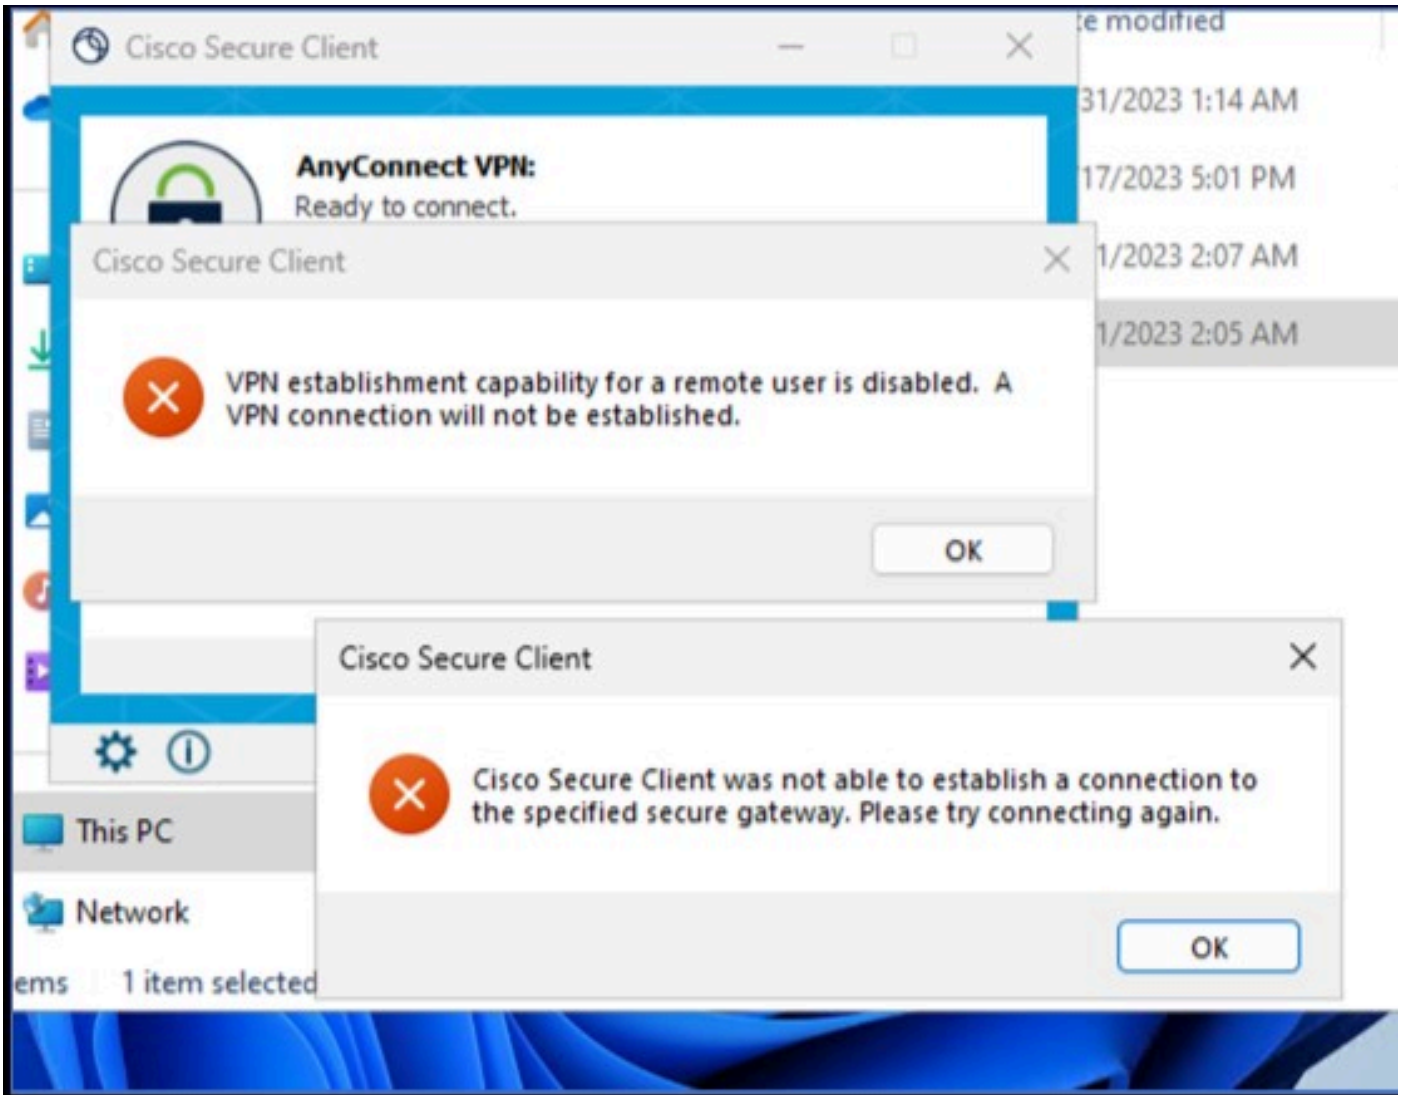 Cisco Secure Client
e modified
31/2023 1:14 AM
AnyConnect VPN:
Ready to connect.
17/2023 5:01 PM
Cisco Secure Client
1/2023 2:07 AM
1/2023 2:05 AM
VPN establishment capability for a remote user is disabled. A
VPN connection will not be established.
OK
Cisco Secure Client
Cisco Secure Client was not able to establish a connection to
the specified secure gateway. Please try connecting again.
This PC
Network
OK
ems 1 item selected